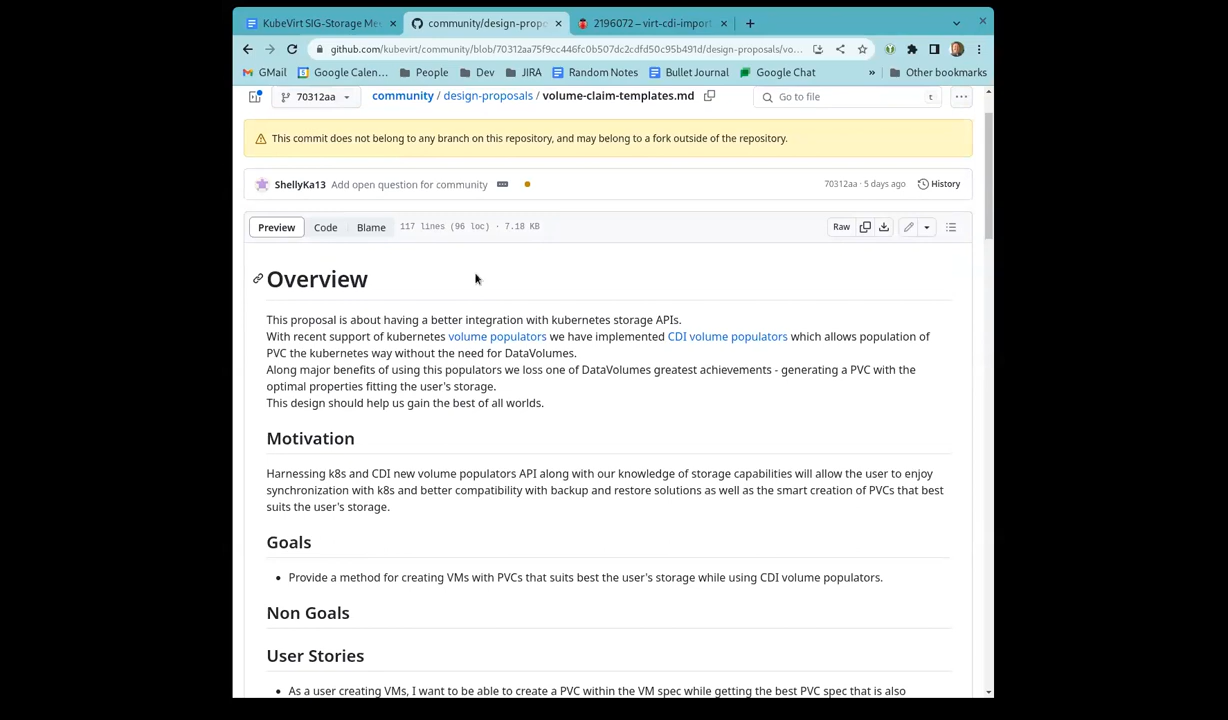 KubeVirt SIG-Storage Me
community/design-propo
2196072 – virt-cdi-import
github.com/kubevirt/community/blob/70312aa75f9cc446fc0b507dc2cdfd50c95b491d/design-proposals/vo...
GMail
Google Calen...
People
Dev
JIRA
Random Notes
Bullet Journal
Google Chat
»
Other bookmarks
70312aa
community / design-proposals / volume-claim-templates.md
Go to file
t
This commit does not belong to any branch on this repository, and may belong to a fork outside of the repository.
ShellyKa13 Add open question for community
70312aa · 5 days ago
History
Preview
Code
Blame
117 lines (96 loc) · 7.18 KB
Raw
Overview
This proposal is about having a better integration with kubernetes storage APIs.
With recent support of kubernetes volume populators we have implemented CDI volume populators which allows population of
PVC the kubernetes way without the need for DataVolumes.
Along major benefits of using this populators we loss one of DataVolumes greatest achievements - generating a PVC with the
optimal properties fitting the user's storage.
This design should help us gain the best of all worlds.
Motivation
Harnessing k8s and CDI new volume populators API along with our knowledge of storage capabilities will allow the user to enjoy
synchronization with k8s and better compatibility with backup and restore solutions as well as the smart creation of PVCs that best
suits the user's storage.
Goals
• Provide a method for creating VMs with PVCs that suits best the user's storage while using CDI volume populators.
Non Goals
User Stories
• As a user creating VMs, I want to be able to create a PVC within the VM spec while getting the best PVC spec that is also